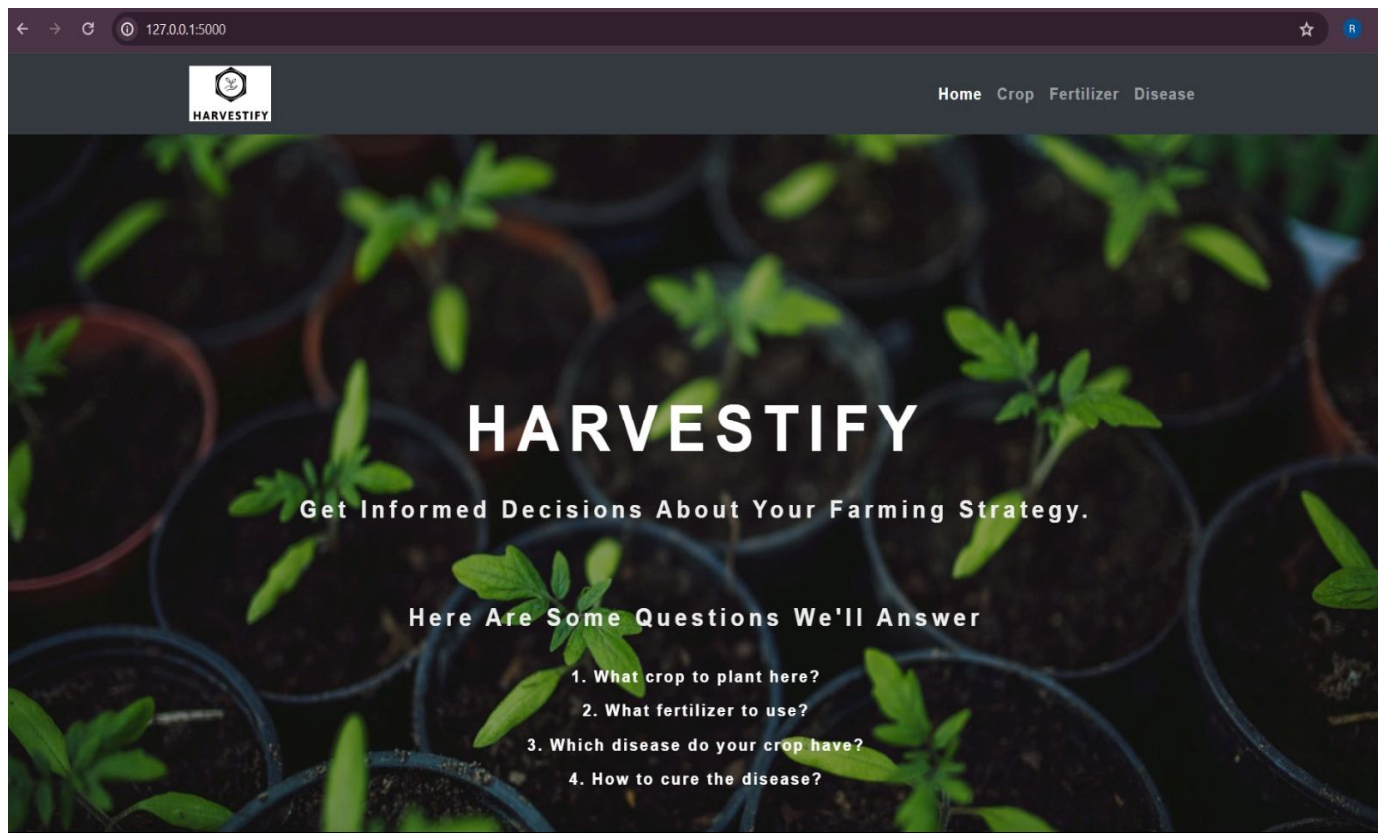 127.0.0.1:5000
R
HARVESTIFY
Home Crop Fertilizer Disease
HARVESTIFY
Get Informed Decisions About Your Farming Strategy.
Here Are Some Questions We'll Answer
1. What crop to plant here?
2. What fertilizer to use?
3. Which disease do your crop have?
4. How to cure the disease?